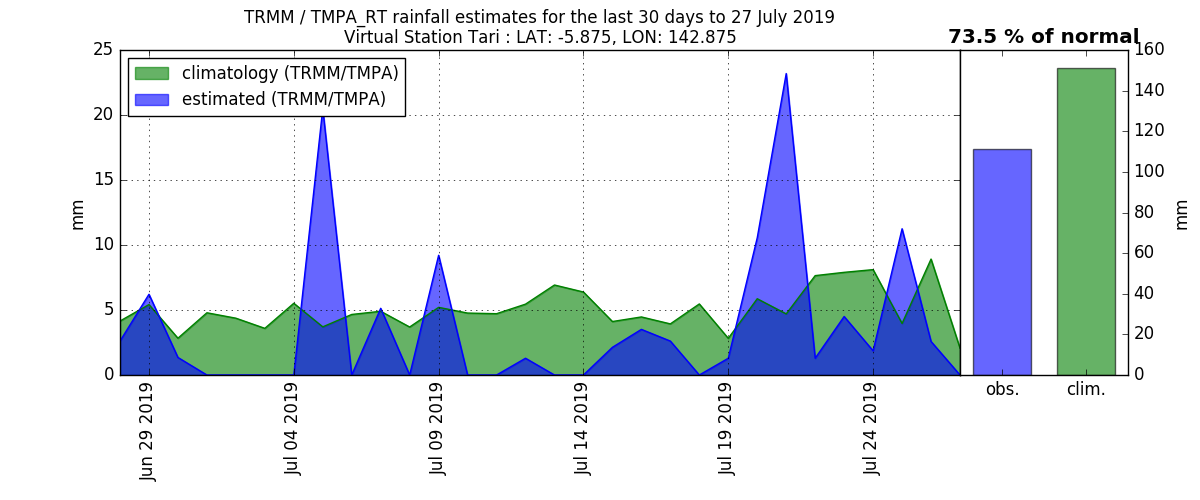 TRMM / TMPA_RT rainfall estimates for the last 30 days to 27 July 2019
Virtual Station Tari : LAT: -5.875, LON: 142.875
73.5 % of normal
climatology (TRMM/TMPA)
estimated (TRMM/TMPA)
25
20
15
10
5
0
mm
Jun 29 2019
Jul 04 2019
Jul 09 2019
Jul 14 2019
Jul 19 2019
Jul 24 2019
160
140
120
100
80
60
40
20
0
mm
obs.
clim.